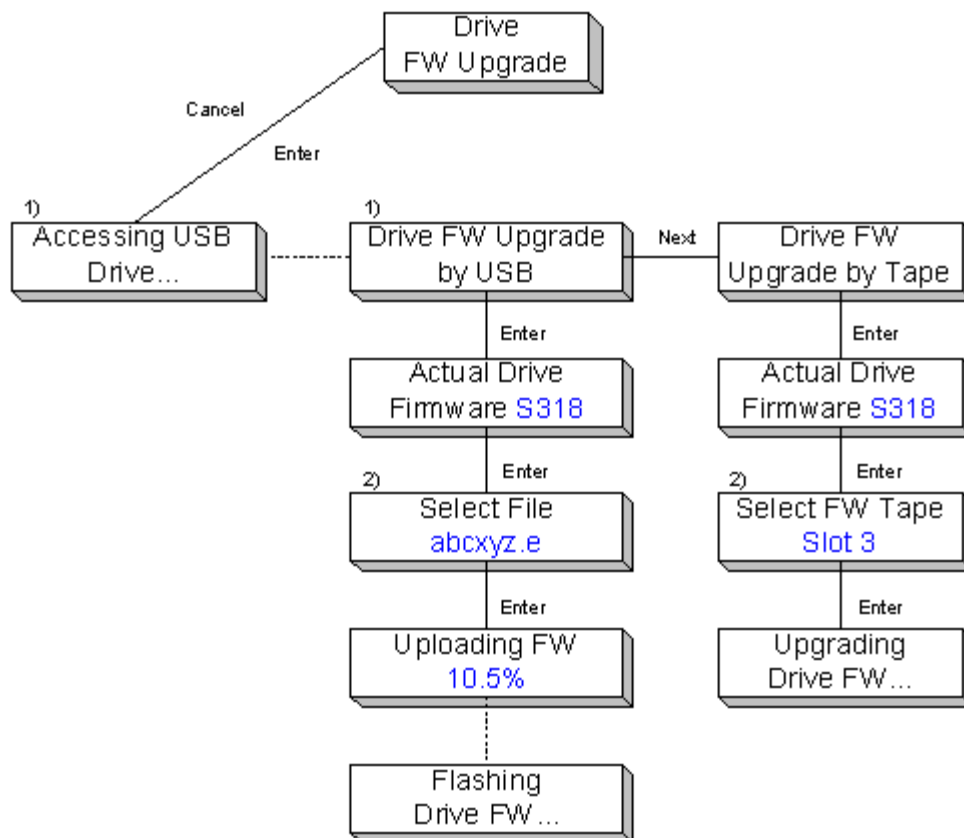 Drive
FW Upgrade
Cancel
Enter
1)
Accessing USB
Drive...
1)
Drive FW Upgrade
by USB
Next
Drive FW
Upgrade by Tape
Enter
Enter
Actual Drive
Firmware S318
Actual Drive
Firmware S318
Enter
Enter
2)
Select File
abcxyz.e
2)
Select FW Tape
Slot 3
Enter
Enter
Uploading FW
10.5%
Upgrading
Drive FW...
Flashing
Drive FW...